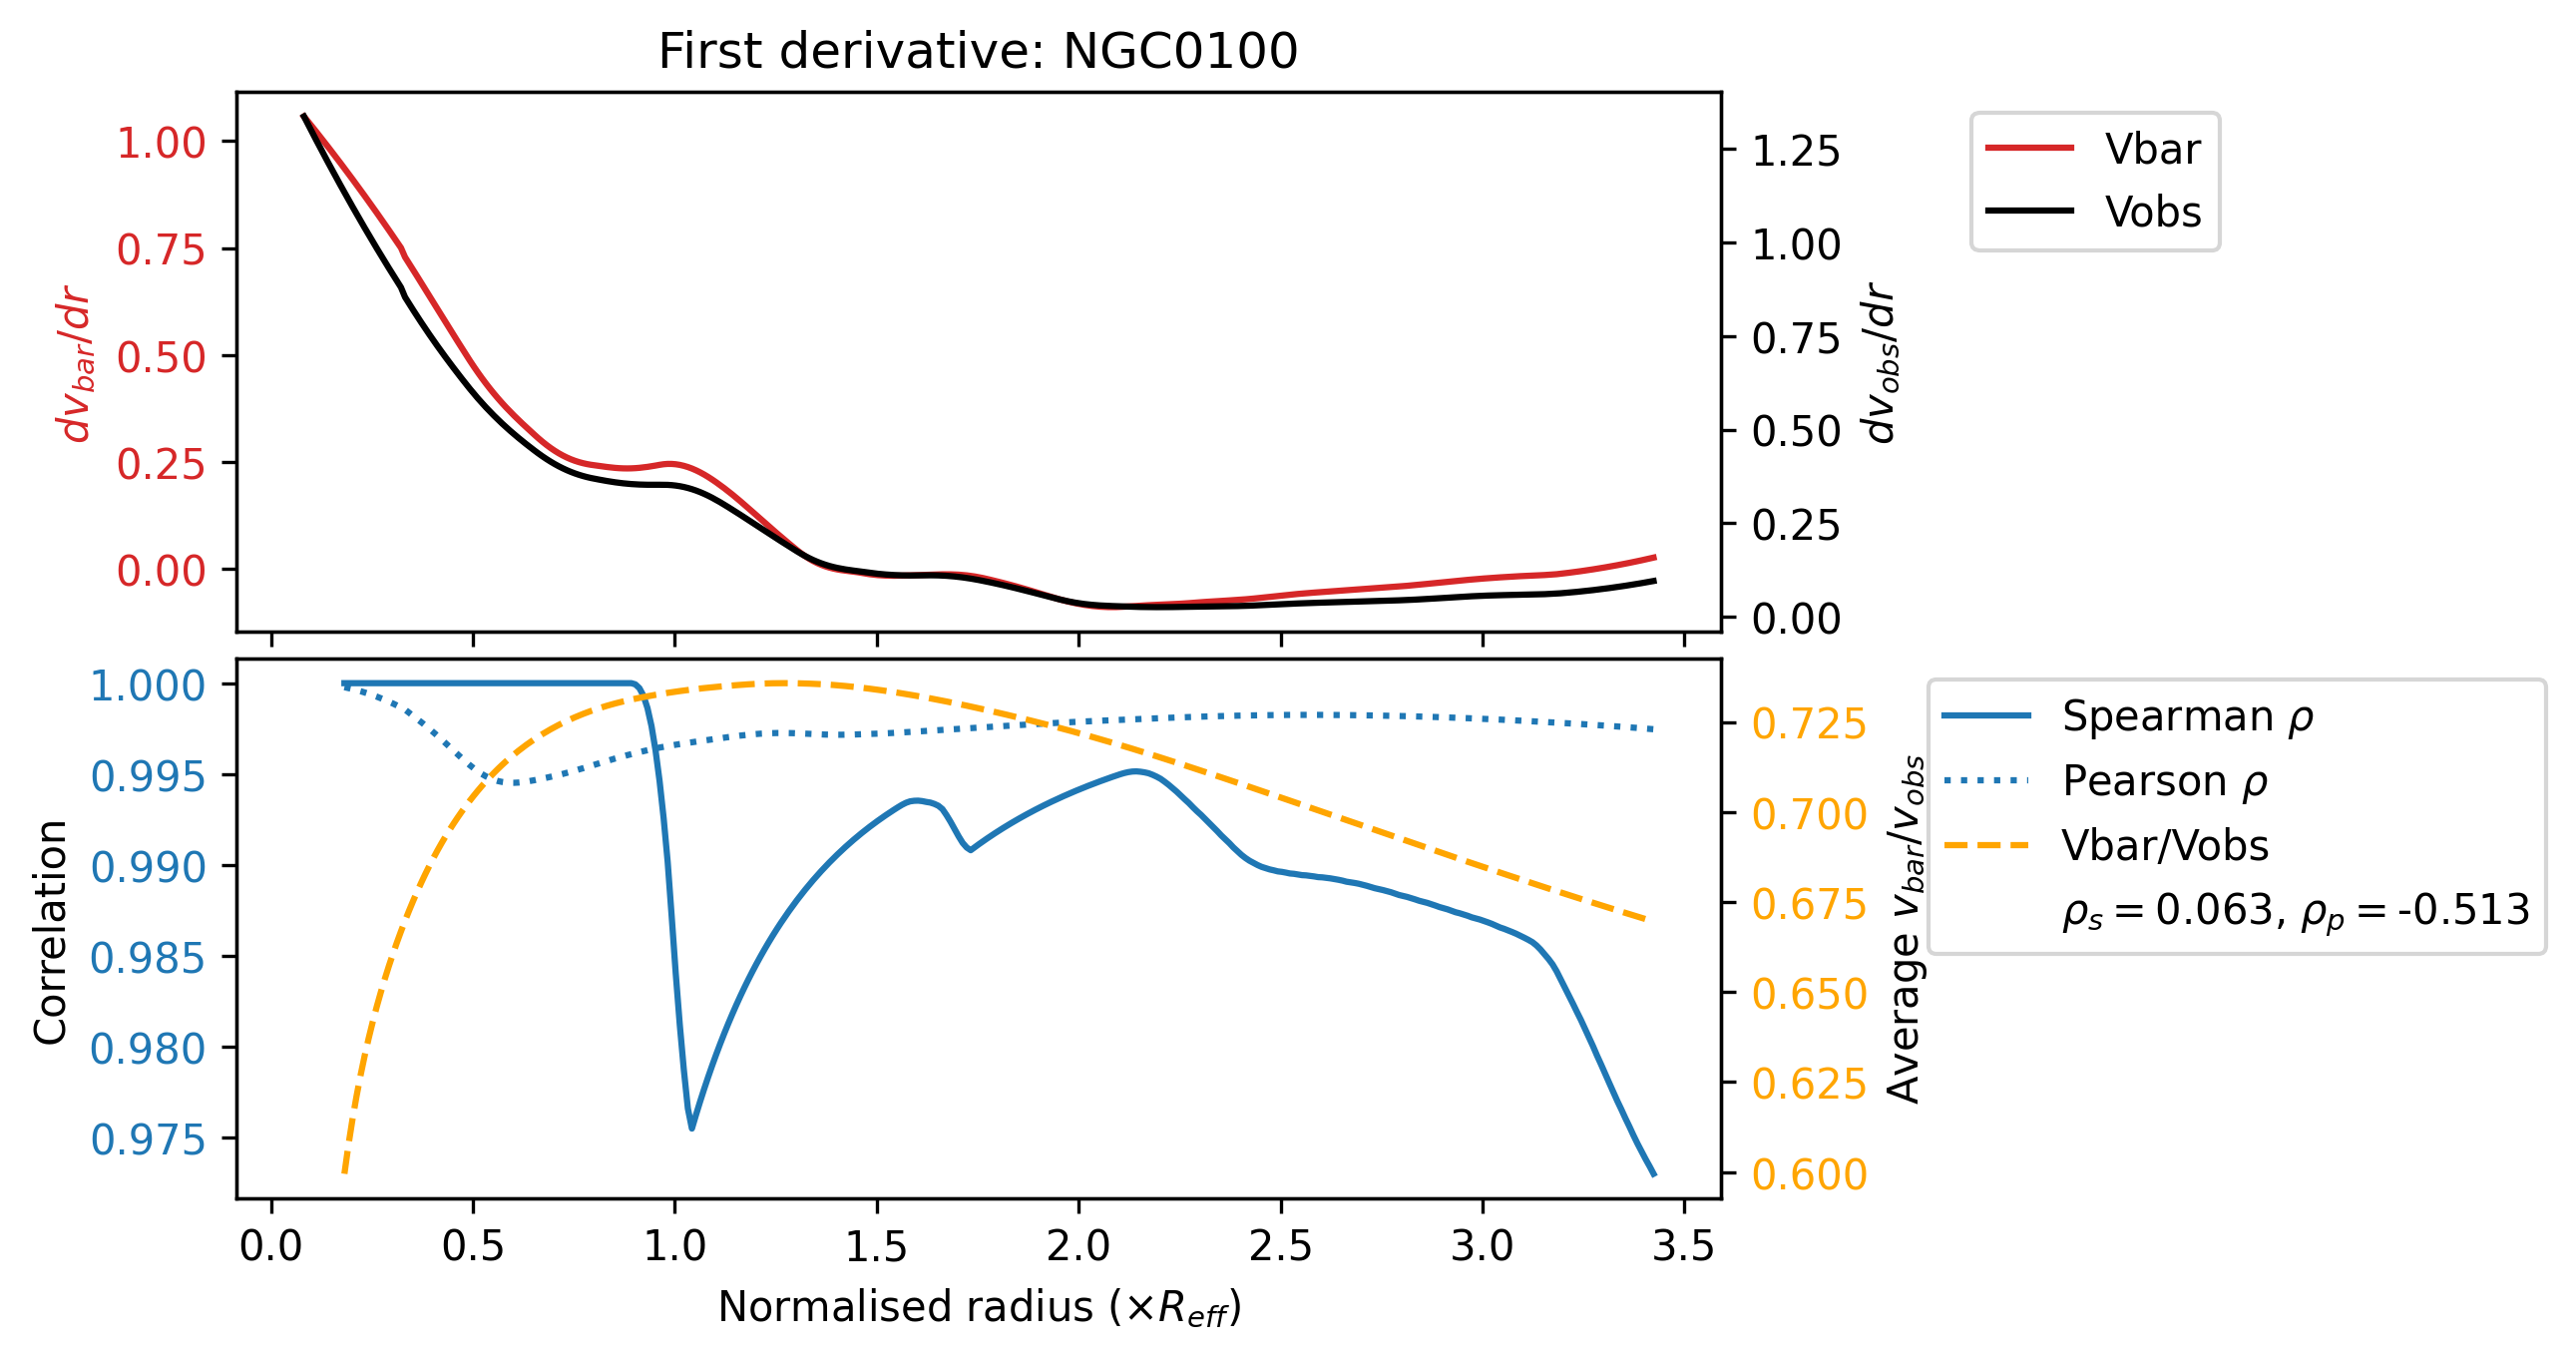 First derivative: NGC0100
1.00
0.75
0.50
0.25
0.00
dv_bar/dr
1.25
1.00
0.75
0.50
0.25
0.00
dv_obs/dr
Vbar
Vobs
1.000
0.995
0.990
0.985
0.980
0.975
Correlation
0.725
0.700
0.675
0.650
0.625
0.600
Average v_bar/v_obs
Spearman ρ
Pearson ρ
Vbar/Vobs
ρ_s = 0.063, ρ_p = -0.513
0.0 0.5 1.0 1.5 2.0 2.5 3.0 3.5
Normalised radius (×R_eff)